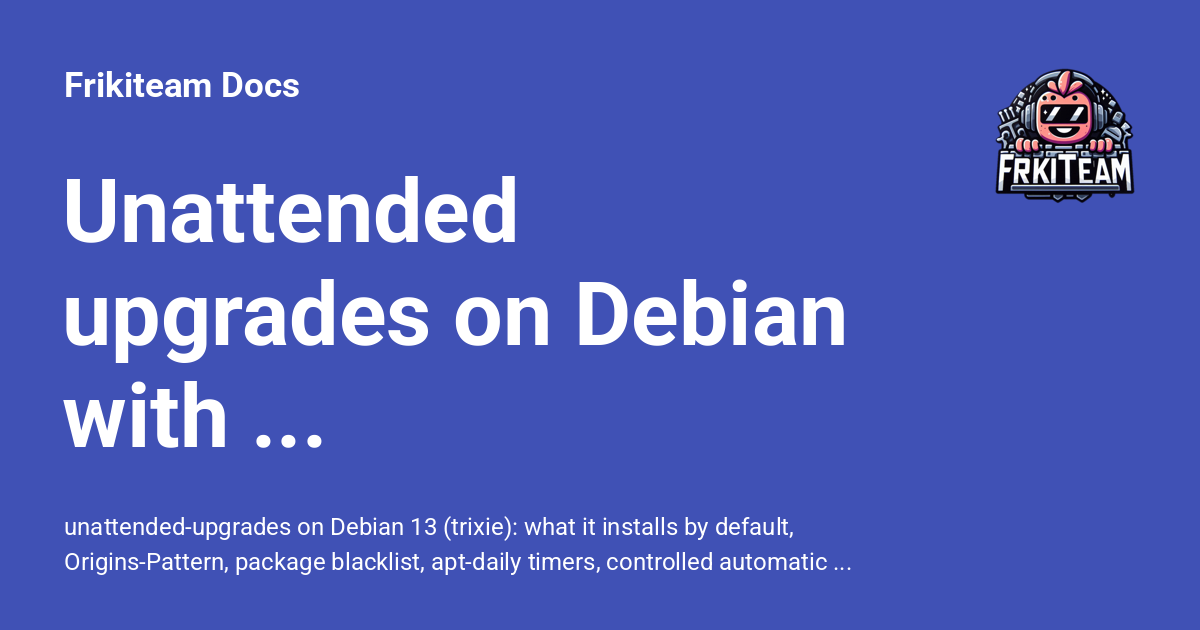 Frikiteam Docs
FRKITEAM
Unattended
upgrades on Debian
with ...
unattended-upgrades on Debian 13 (trixie): what it installs by default,
Origins-Pattern, package blacklist, apt-daily timers, controlled automatic ...